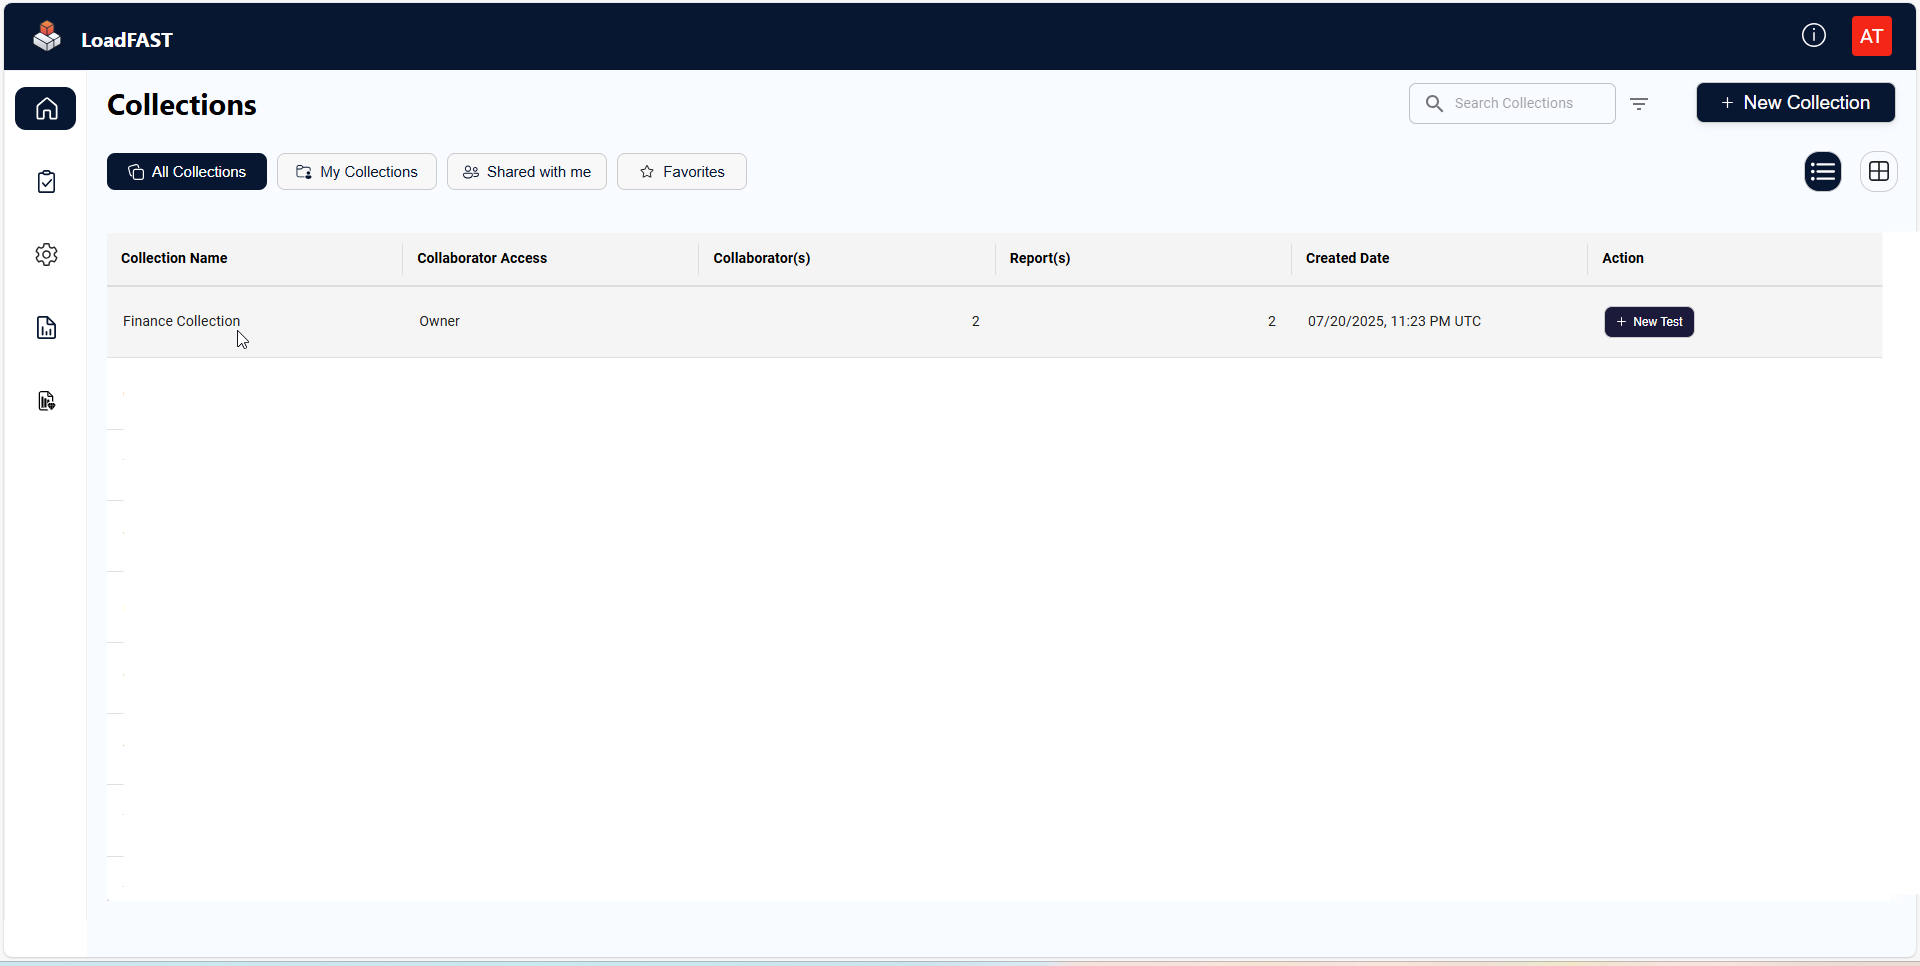 LoadFAST
AT
Collections
Search Collections
+ New Collection
All Collections
My Collections
Shared with me
Favorites
Collection Name
Collaborator Access
Collaborator(s)
Report(s)
Created Date
Action
Finance Collection
Owner
2
2
07/20/2025, 11:23 PM UTC
+ New Test